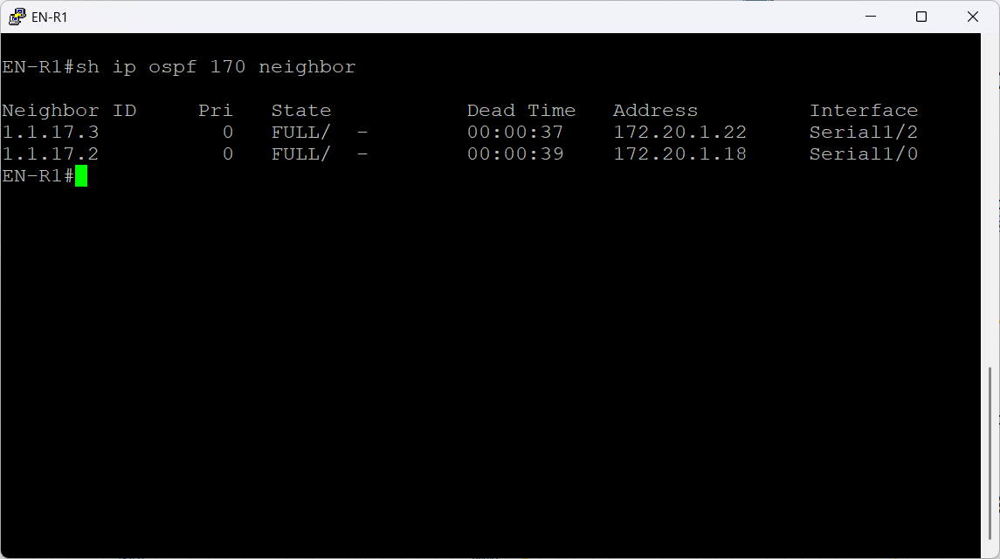 EN-R1
EN-R1#sh ip ospf 170 neighbor
Neighbor ID     Pri   State           Dead Time   Address         Interface
1.1.17.3          0   FULL/  -        00:00:37    172.20.1.22     Serial1/2
1.1.17.2          0   FULL/  -        00:00:39    172.20.1.18     Serial1/0
EN-R1#